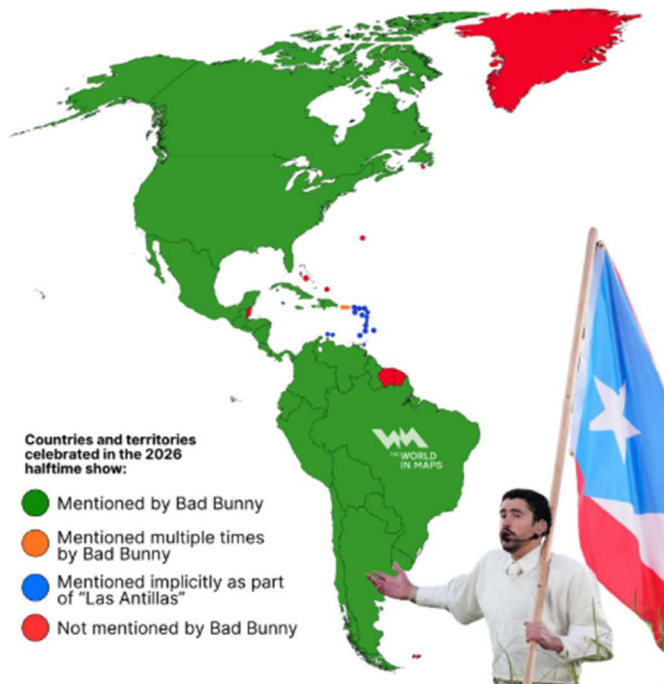 THE WORLD
IN MAPS
Countries and territories
celebrated in the 2026
halftime show:
Mentioned by Bad Bunny
Mentioned multiple times
by Bad Bunny
Mentioned implicitly as part
of “Las Antillas”
Not mentioned by Bad Bunny